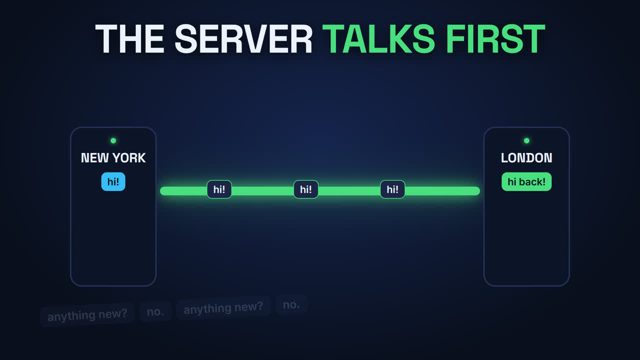 THE SERVER TALKS FIRST
NEW YORK
hi!
hi!
hi!
hi!
LONDON
hi back!
anything new?
no.
anything new?
no.